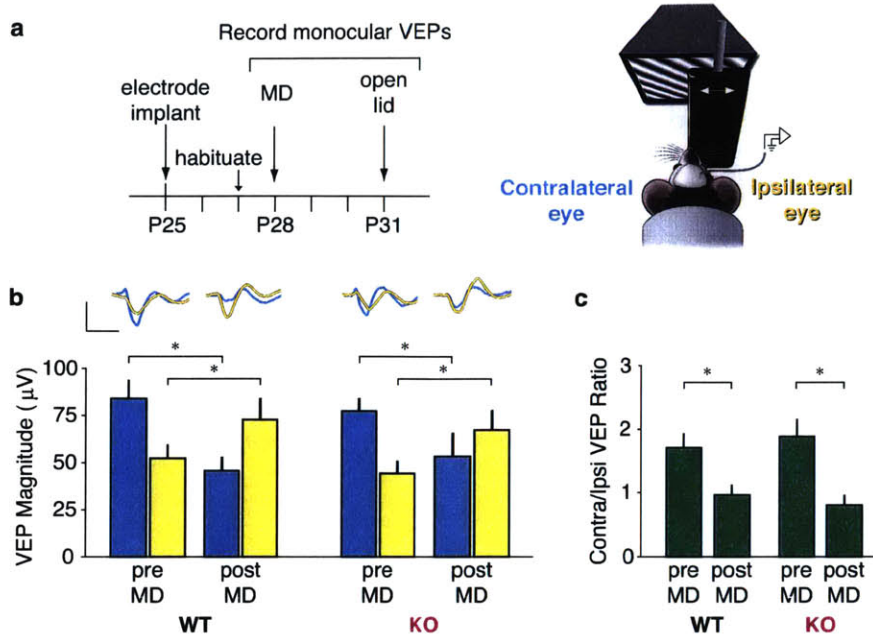 a
Record monocular VEPs
electrode
implant
MD
open
lid
habituate
P25
P28
P31
Contralateral
eye
Ipsilateral
eye
b
VEP Magnitude (μV)
100
75
50
25
0
*
*
*
*
pre
MD
post
MD
pre
MD
post
MD
WT
KO
c
Contra/Ipsi VEP Ratio
3
2
1
0
*
*
pre
MD
post
MD
pre
MD
post
MD
WT
KO